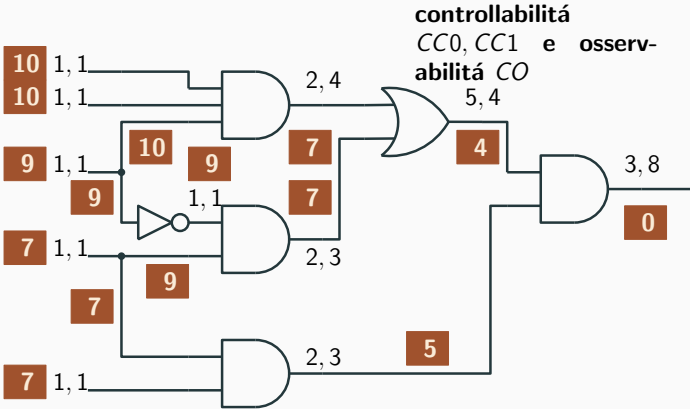 controllabilitá
CC0, CC1 e osserv-
abilitá CO
10 1, 1
10 1, 1
2, 4
5, 4
10
9
7
4
3, 8
9 1, 1
9
1, 1
7
0
7 1, 1
2, 3
9
7
2, 3
5
7 1, 1